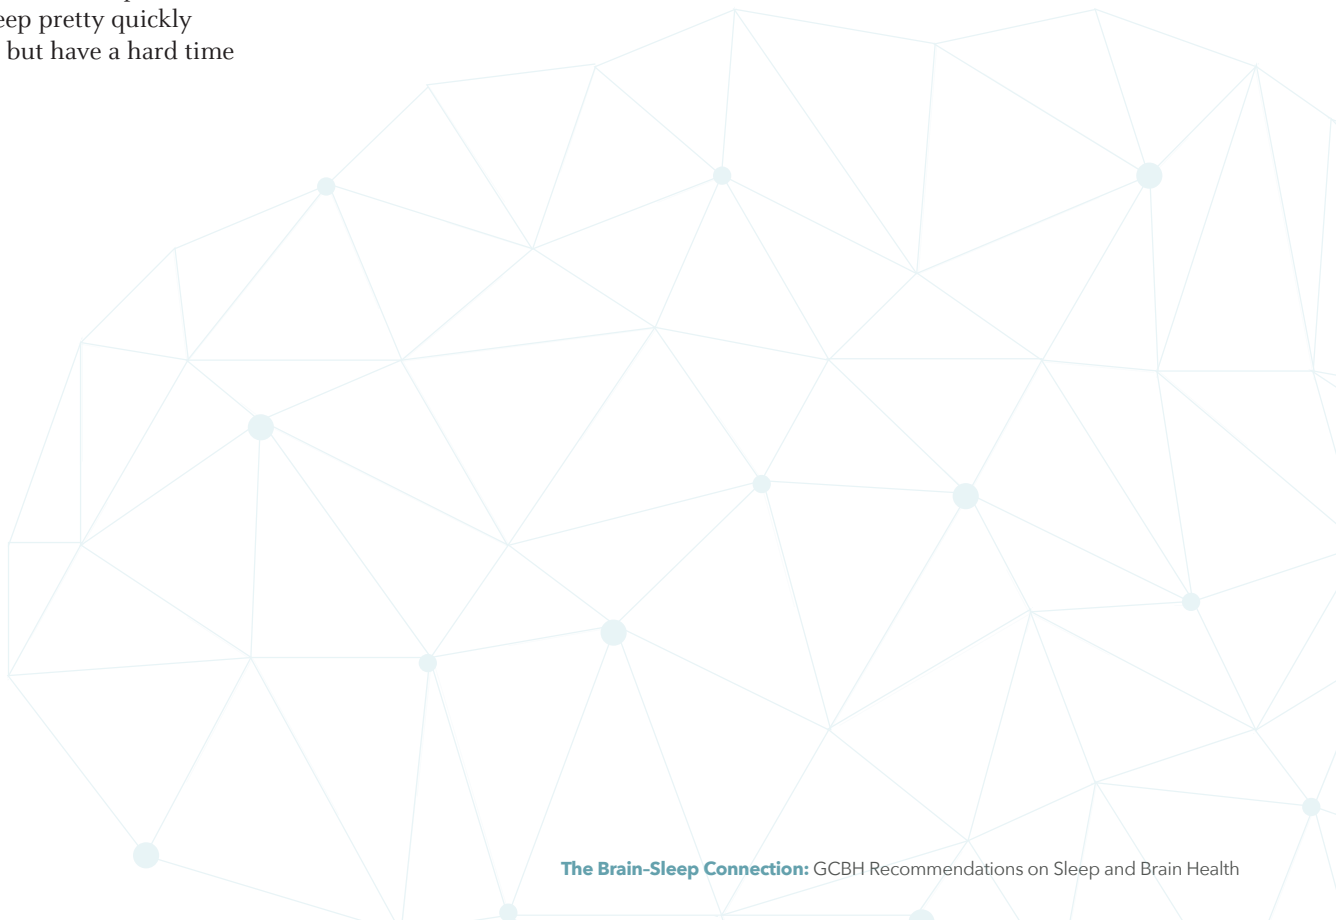 eep pretty quickly
but have a hard time
The Brain–Sleep Connection: GCBH Recommendations on Sleep and Brain Health